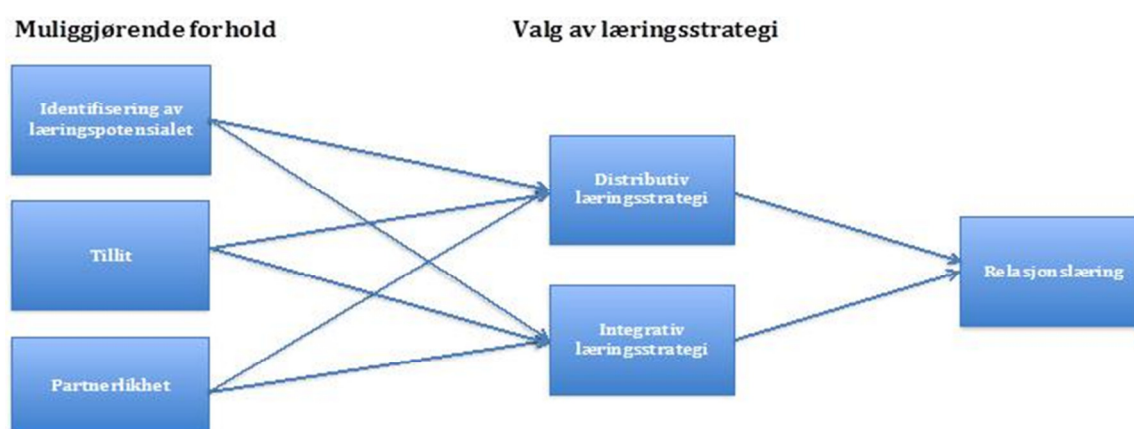 Muliggjørende forhold
Valg av læringsstrategi
Identifisering av
læringspotensialet
Tillit
Partnerlikhet
Distributiv
læringsstrategi
Integrativ
læringsstrategi
Relasjonslæring